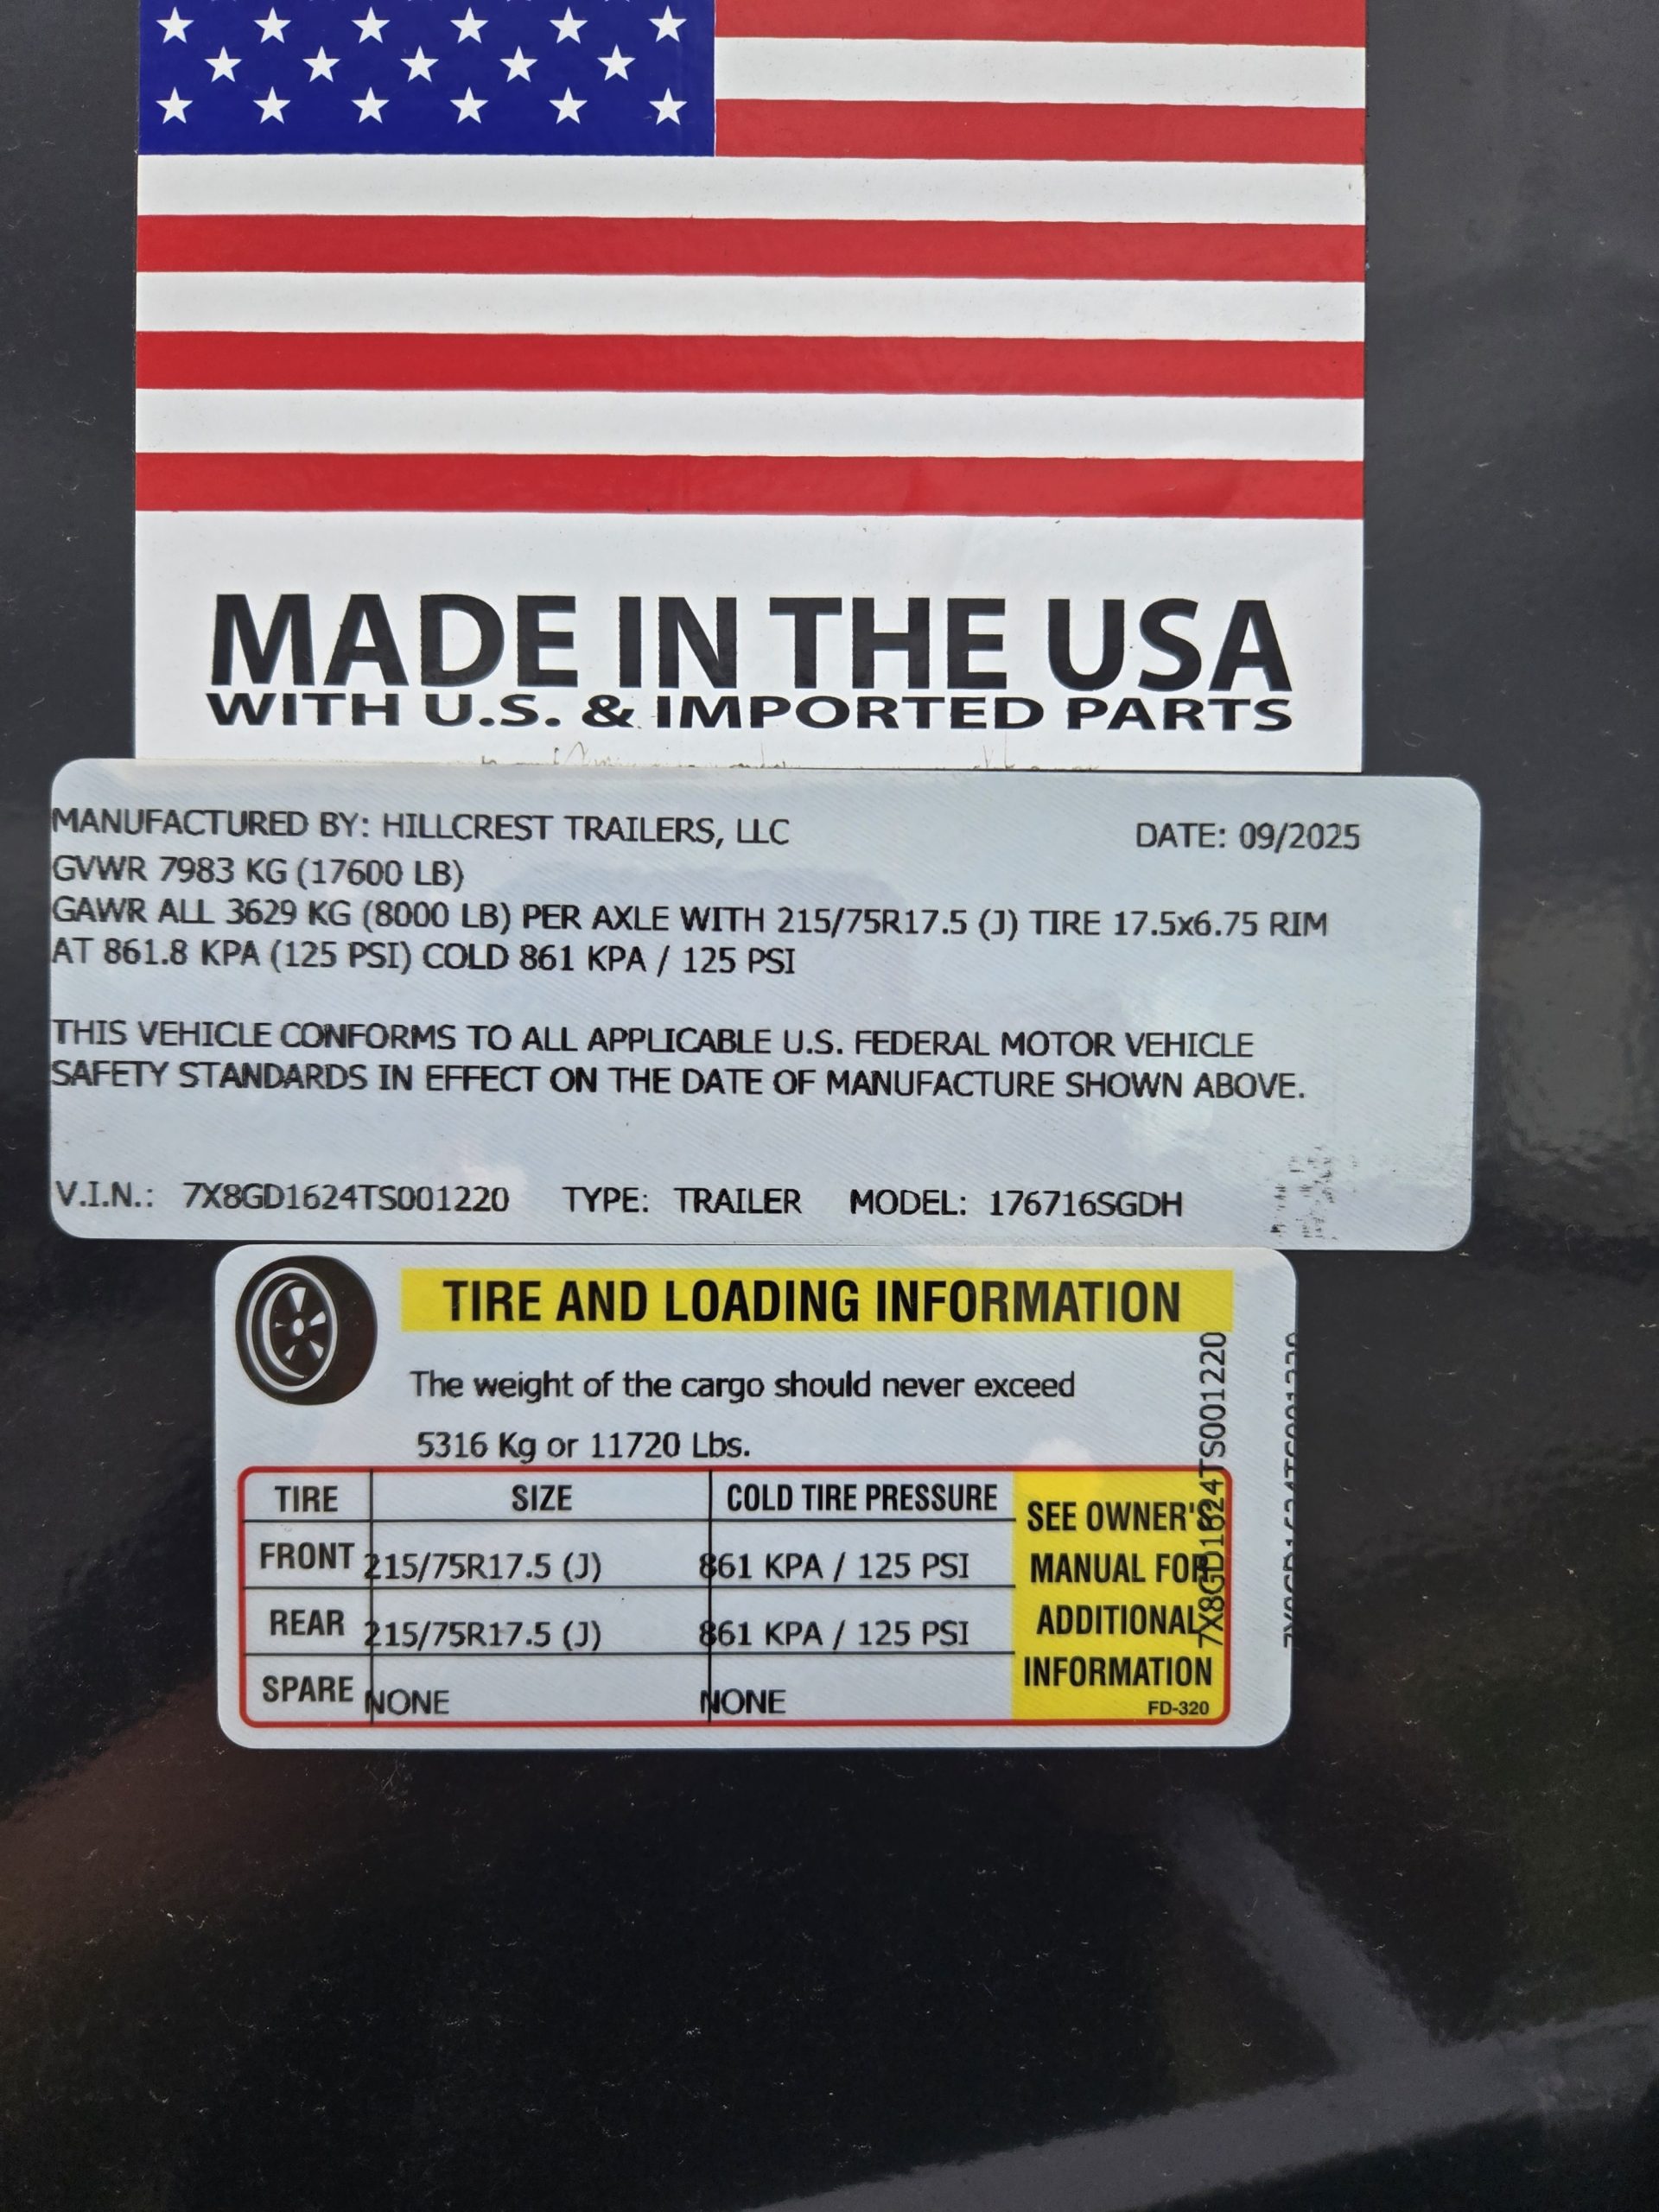 MADE IN THE USA
WITH U.S. & IMPORTED PARTS
MANUFACTURED BY: HILLCREST TRAILERS, LLC DATE: 09/2025
GVWR 7983 KG (17600 LB)
GAWR ALL 3629 KG (8000 LB) PER AXLE WITH 215/75R17.5 (J) TIRE 17.5x6.75 RIM
AT 861.8 KPA (125 PSI) COLD 861 KPA / 125 PSI
THIS VEHICLE CONFORMS TO ALL APPLICABLE U.S. FEDERAL MOTOR VEHICLE
SAFETY STANDARDS IN EFFECT ON THE DATE OF MANUFACTURE SHOWN ABOVE.
V.I.N.: 7X8GD1624TS001220 TYPE: TRAILER MODEL: 176716SGDH
TIRE AND LOADING INFORMATION
The weight of the cargo should never exceed
5316 Kg or 11720 Lbs.
TIRE SIZE COLD TIRE PRESSURE
FRONT 215/75R17.5 (J) 861 KPA / 125 PSI
REAR 215/75R17.5 (J) 861 KPA / 125 PSI
SPARE NONE NONE
SEE OWNER'S
MANUAL FOR
ADDITIONAL
INFORMATION
FD-320
7X8GD1624TS001220
7X8GD1624TS001220